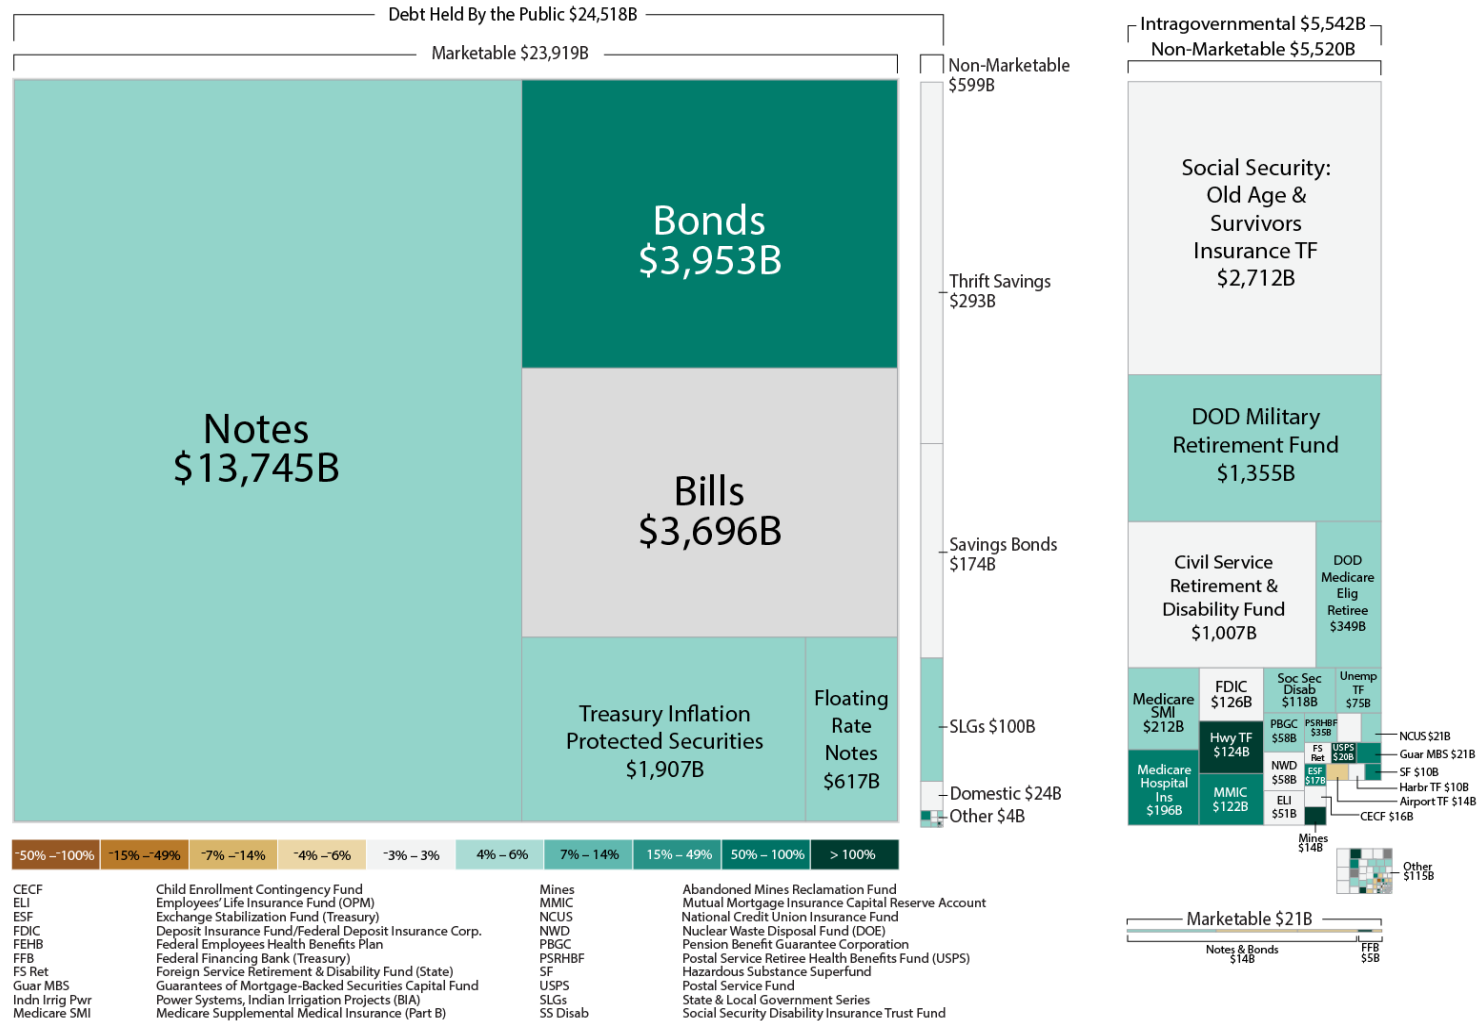 Debt Held By the Public $24,518B
Marketable $23,919B
Non-Marketable
$599B
Intragovernmental $5,542B
Non-Marketable $5,520B
Notes
$13,745B
Bonds
$3,953B
Bills
$3,696B
Treasury Inflation
Protected Securities
$1,907B
Floating
Rate
Notes
$617B
Thrift Savings
$293B
Savings Bonds
$174B
SLGs $100B
Domestic $24B
Other $4B
Social Security:
Old Age &
Survivors
Insurance TF
$2,712B
DOD Military
Retirement Fund
$1,355B
Civil Service
Retirement &
Disability Fund
$1,007B
DOD
Medicare
Elig
Retiree
$349B
Medicare
SMI
$212B
Medicare
Hospital
Ins
$196B
FDIC
$126B
Hwy TF
$124B
MMIC
$122B
Soc Sec
Disab
$118B
Unemp
TF
$75B
PBGC
$58B
NWD
$58B
ELI
$51B
PSRHBF
$35B
FS
Ret
USPS
$20B
ESF
$17B
NCUS $21B
Guar MBS $21B
SF $10B
Harbr TF $10B
Airport TF $14B
CECF $16B
Mines
$14B
Other
$115B
Marketable $21B
Notes & Bonds
$14B
FFB
$5B
-50% – -100%
-15% – -49%
-7% – -14%
-4% – -6%
-3% – 3%
4% – 6%
7% – 14%
15% – 49%
50% – 100%
> 100%
CECF Child Enrollment Contingency Fund
ELI Employees' Life Insurance Fund (OPM)
ESF Exchange Stabilization Fund (Treasury)
FDIC Deposit Insurance Fund/Federal Deposit Insurance Corp.
FEHB Federal Employees Health Benefits Plan
FFB Federal Financing Bank (Treasury)
FS Ret Foreign Service Retirement & Disability Fund (State)
Guar MBS Guarantees of Mortgage-Backed Securities Capital Fund
Indn Irrig Pwr Power Systems, Indian Irrigation Projects (BIA)
Medicare SMI Medicare Supplemental Medical Insurance (Part B)
Mines Abandoned Mines Reclamation Fund
MMIC Mutual Mortgage Insurance Capital Reserve Account
NCUS National Credit Union Insurance Fund
NWD Nuclear Waste Disposal Fund (DOE)
PBGC Pension Benefit Guarantee Corporation
PSRHBF Postal Service Retiree Health Benefits Fund (USPS)
SF Hazardous Substance Superfund
USPS Postal Service Fund
SLGs State & Local Government Series
SS Disab Social Security Disability Insurance Trust Fund